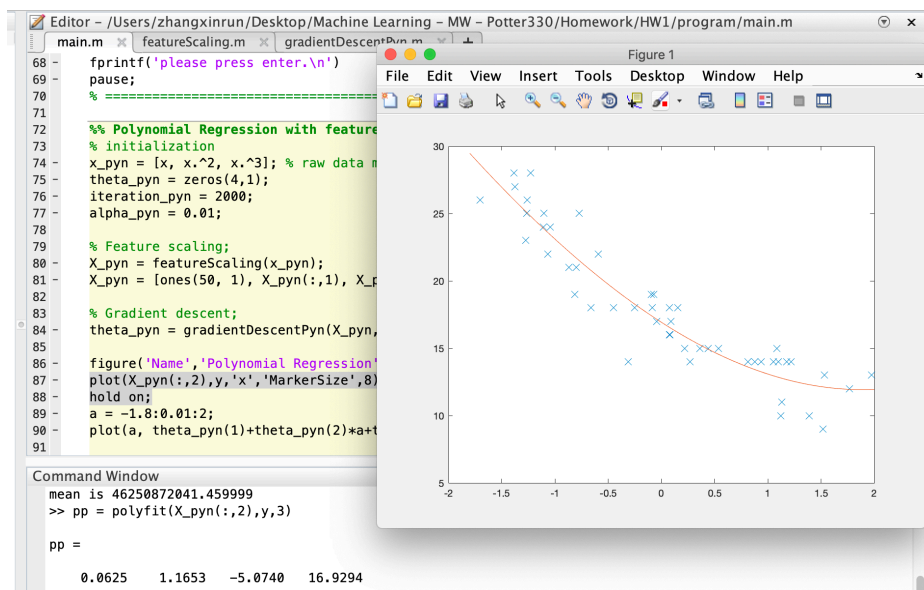 Editor – /Users/zhangxinrun/Desktop/Machine Learning – MW – Potter330/Homework/HW1/program/main.m
main.m featureScaling.m gradientDescentPyn.m
68 – fprintf('please press enter.\n')
69 – pause;
70 % ==================================
71
72 %% Polynomial Regression with feature
73 % initialization
74 – x_pyn = [x, x.^2, x.^3]; % raw data m
75 – theta_pyn = zeros(4,1);
76 – iteration_pyn = 2000;
77 – alpha_pyn = 0.01;
78
79 % Feature scaling;
80 – X_pyn = featureScaling(x_pyn);
81 – X_pyn = [ones(50, 1), X_pyn(:,1), X_p
82
83 % Gradient descent;
84 – theta_pyn = gradientDescentPyn(X_pyn,
85
86 – figure('Name','Polynomial Regression'
87 – plot(X_pyn(:,2),y,'x','MarkerSize',8)
88 – hold on;
89 – a = -1.8:0.01:2;
90 – plot(a, theta_pyn(1)+theta_pyn(2)*a+t
91
Figure 1
File Edit View Insert Tools Desktop Window Help
30
25
20
15
10
5
-2 -1.5 -1 -0.5 0 0.5 1 1.5 2
Command Window
mean is 46250872041.459999
>> pp = polyfit(X_pyn(:,2),y,3)
pp =
0.0625 1.1653 -5.0740 16.9294